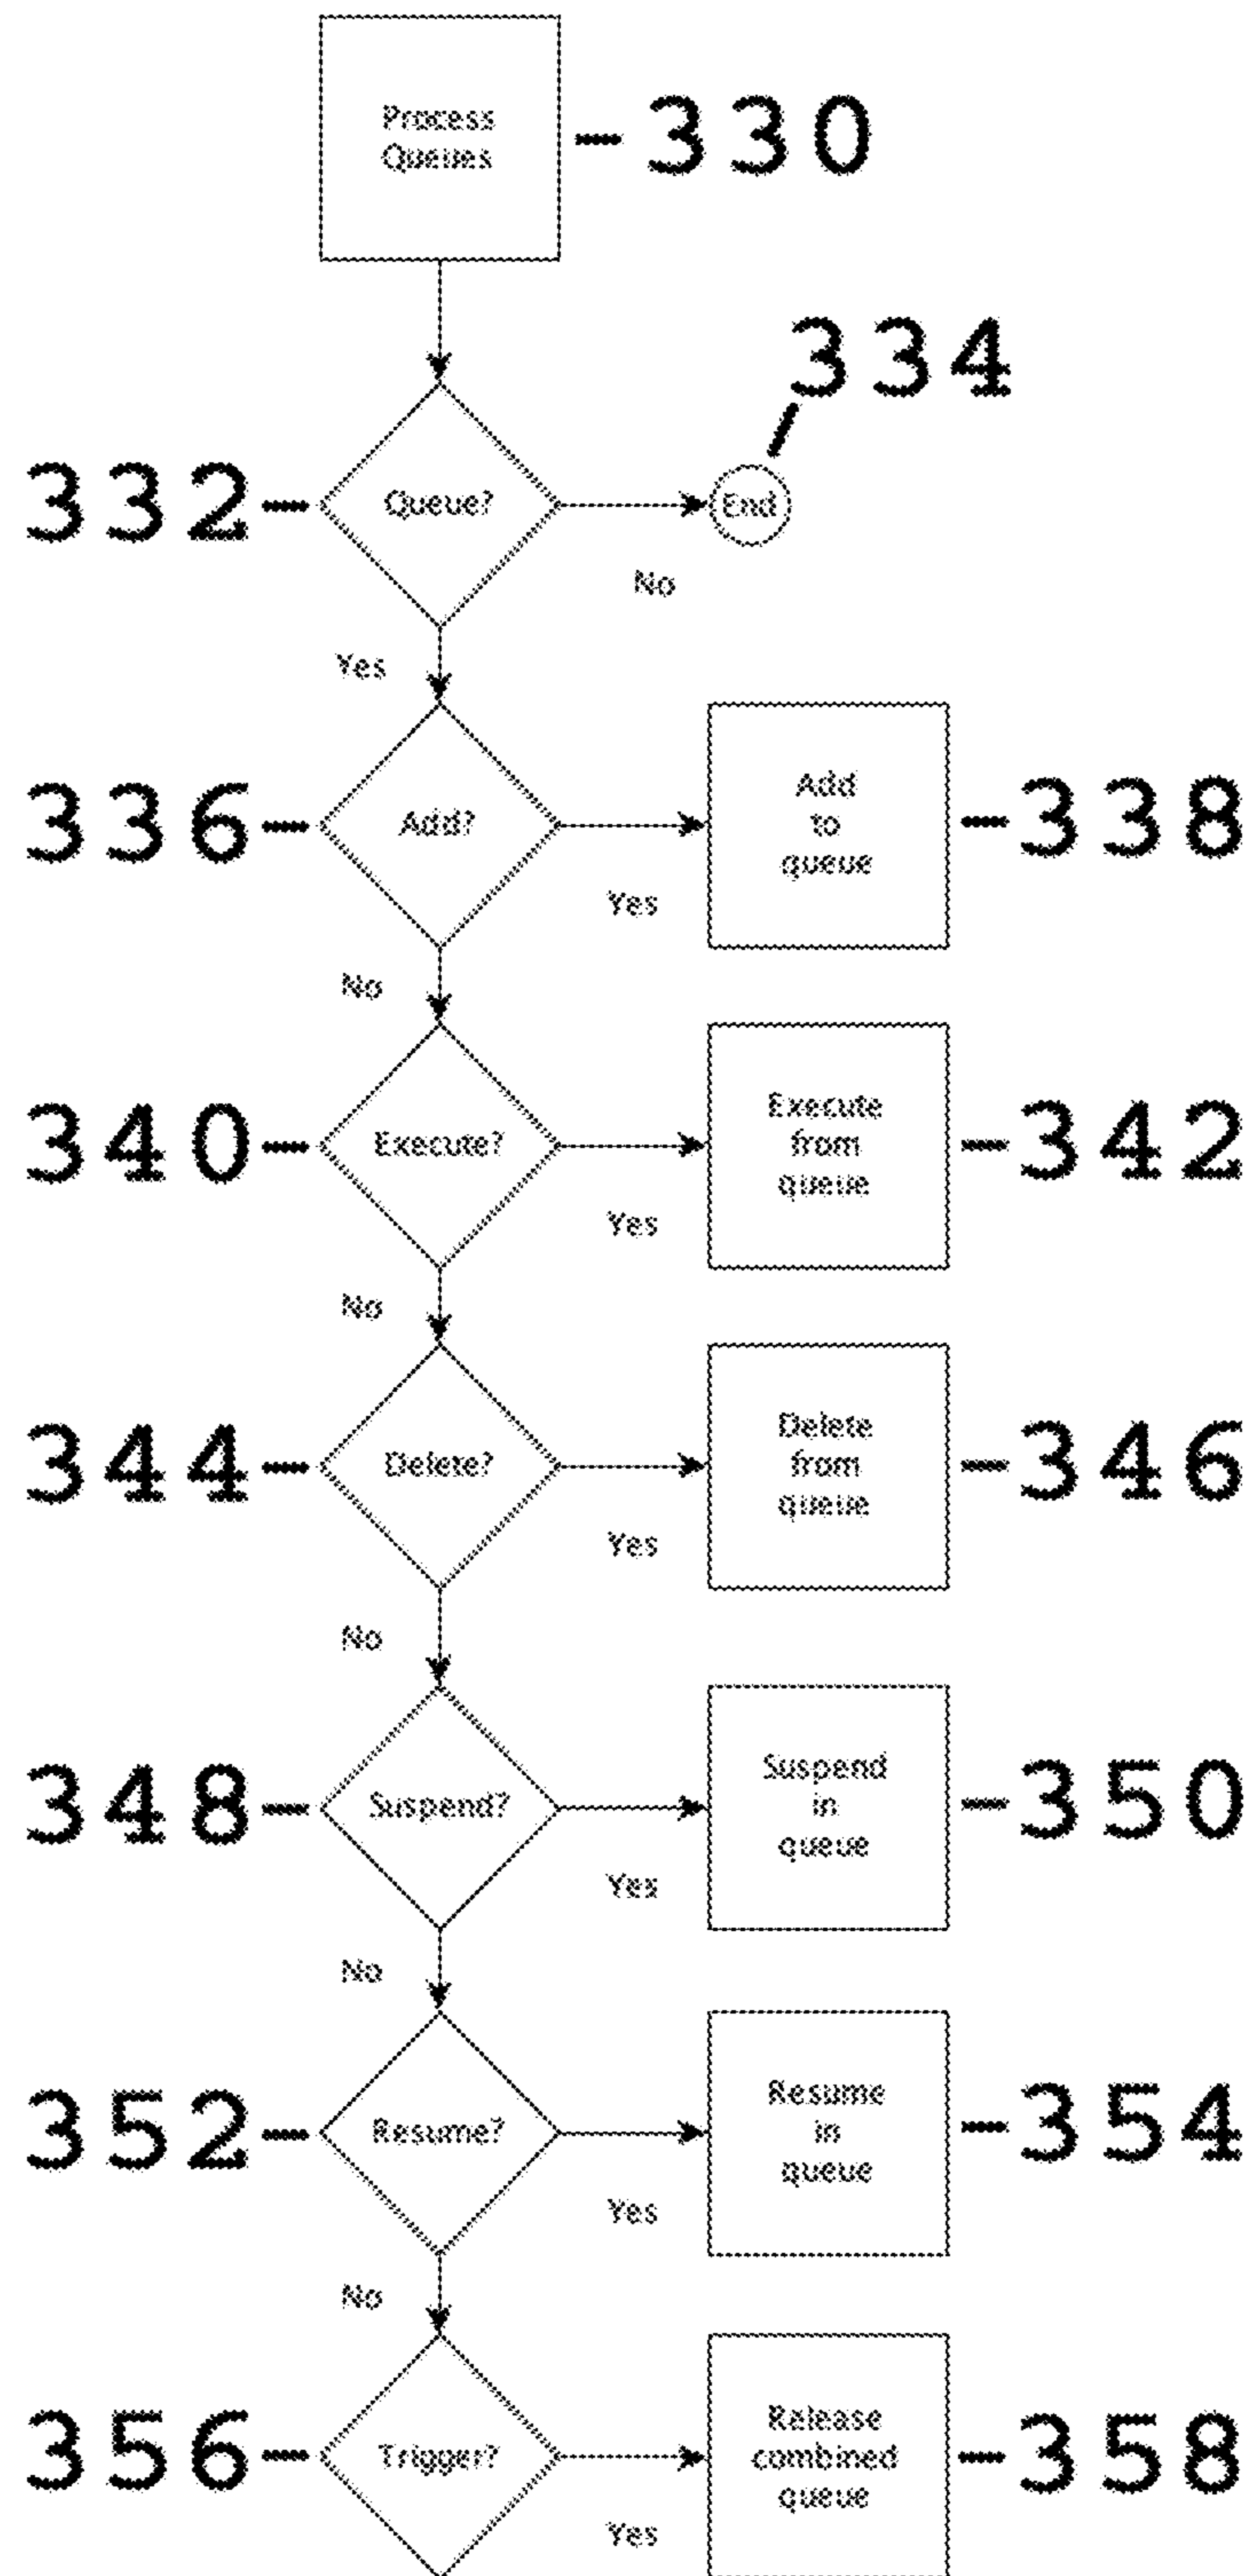 Process
Queues
-330
334
332-
Queue?
End
No
Yes
336-
Add?
Add
to
queue
-338
Yes
No
340-
Execute?
Execute
from
queue
-342
Yes
No
344-
Delete?
Delete
from
queue
-346
Yes
No
348-
Suspend?
Suspend
in
queue
-350
Yes
No
352-
Resume?
Resume
in
queue
-354
Yes
No
356-
Trigger?
Release
combined
queue
-358
Yes